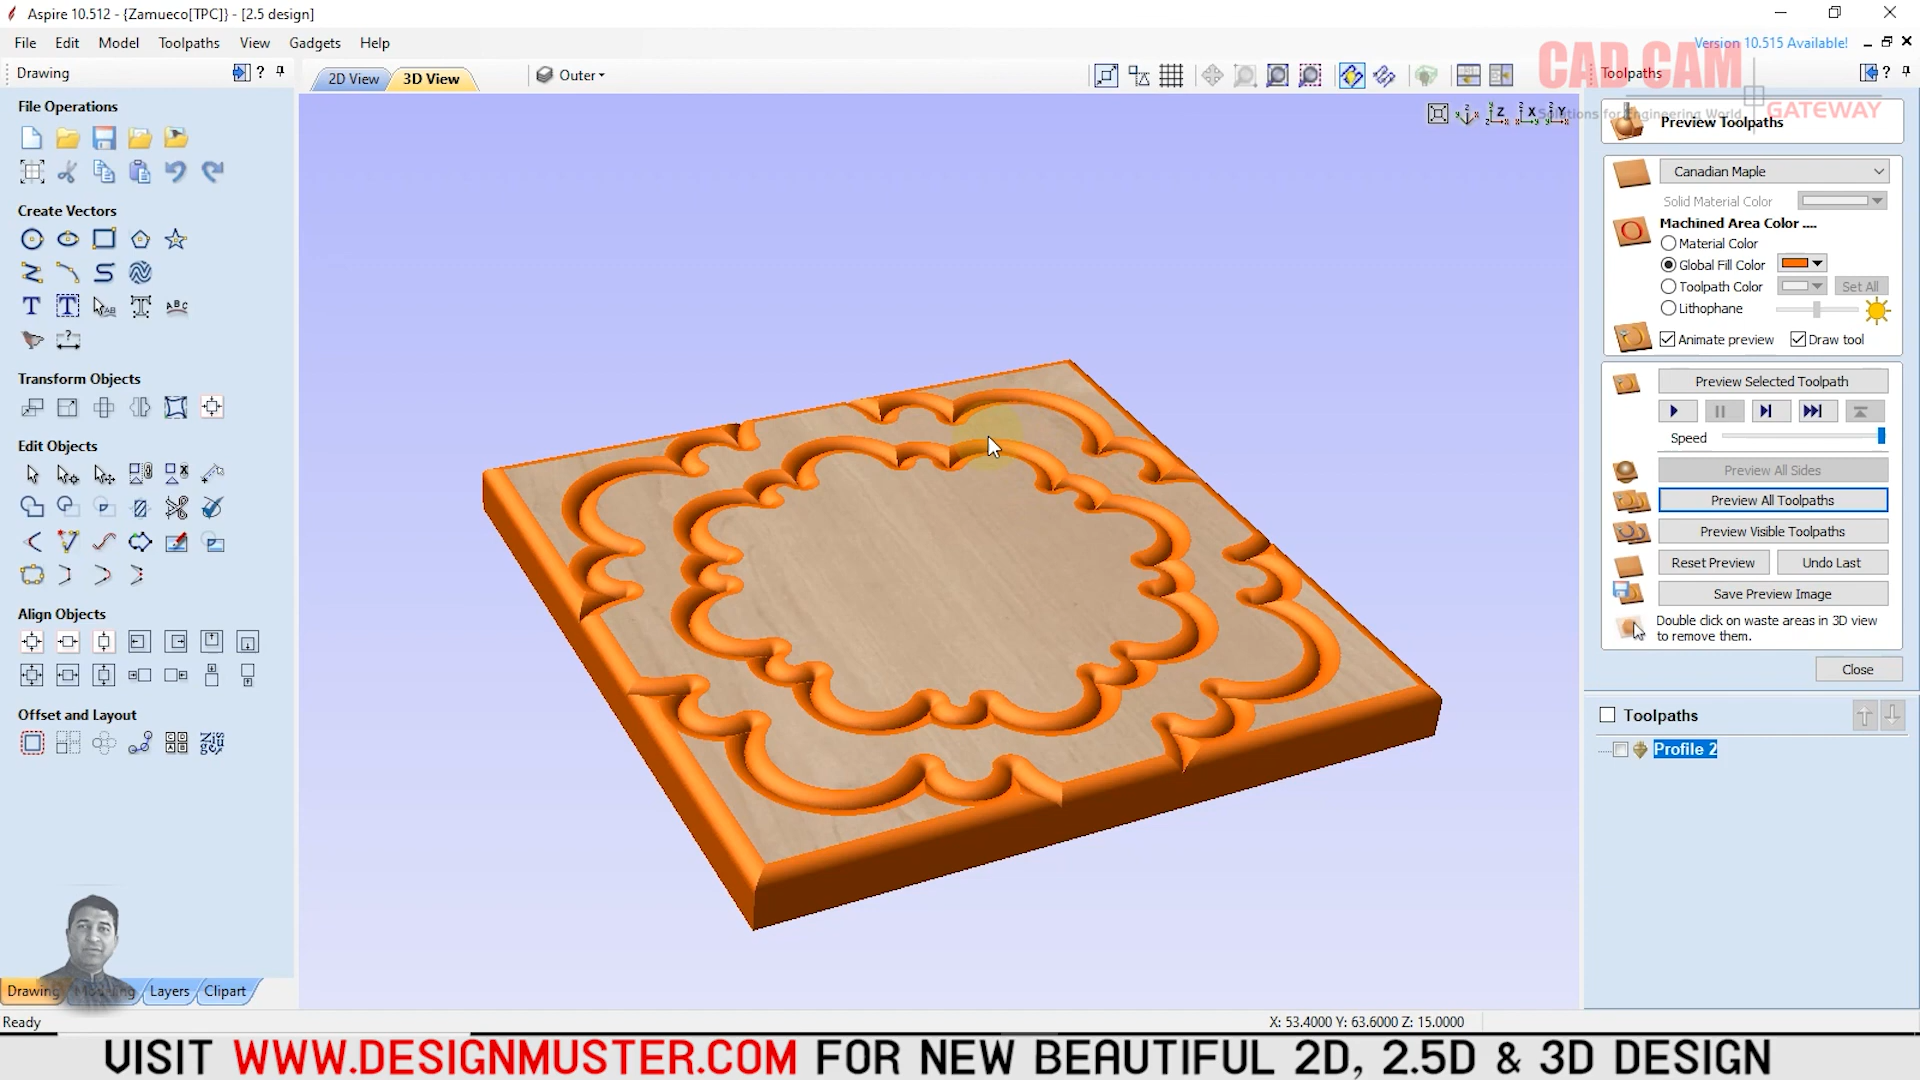 Aspire 10.512 - {Zamueco[TPC]} - [2.5 design]
File Edit Model Toolpaths View Gadgets Help
Version 10.515 Available!
Drawing
2D View 3D View Outer
CAD CAM
Solutions for Engineering World
GATEWAY
Toolpaths
File Operations
Create Vectors
Transform Objects
Edit Objects
Align Objects
Offset and Layout
Drawing Modeling Layers Clipart
Ready
X: 53.4000 Y: 63.6000 Z: 15.0000
Preview Toolpaths
Canadian Maple
Solid Material Color
Machined Area Color ....
Material Color
Global Fill Color
Toolpath Color Set All
Lithophane
Animate preview Draw tool
Preview Selected Toolpath
Speed
Preview All Sides
Preview All Toolpaths
Preview Visible Toolpaths
Reset Preview Undo Last
Save Preview Image
Double click on waste areas in 3D view
to remove them.
Close
Toolpaths
Profile 2
VISIT WWW.DESIGNMUSTER.COM FOR NEW BEAUTIFUL 2D, 2.5D & 3D DESIGN